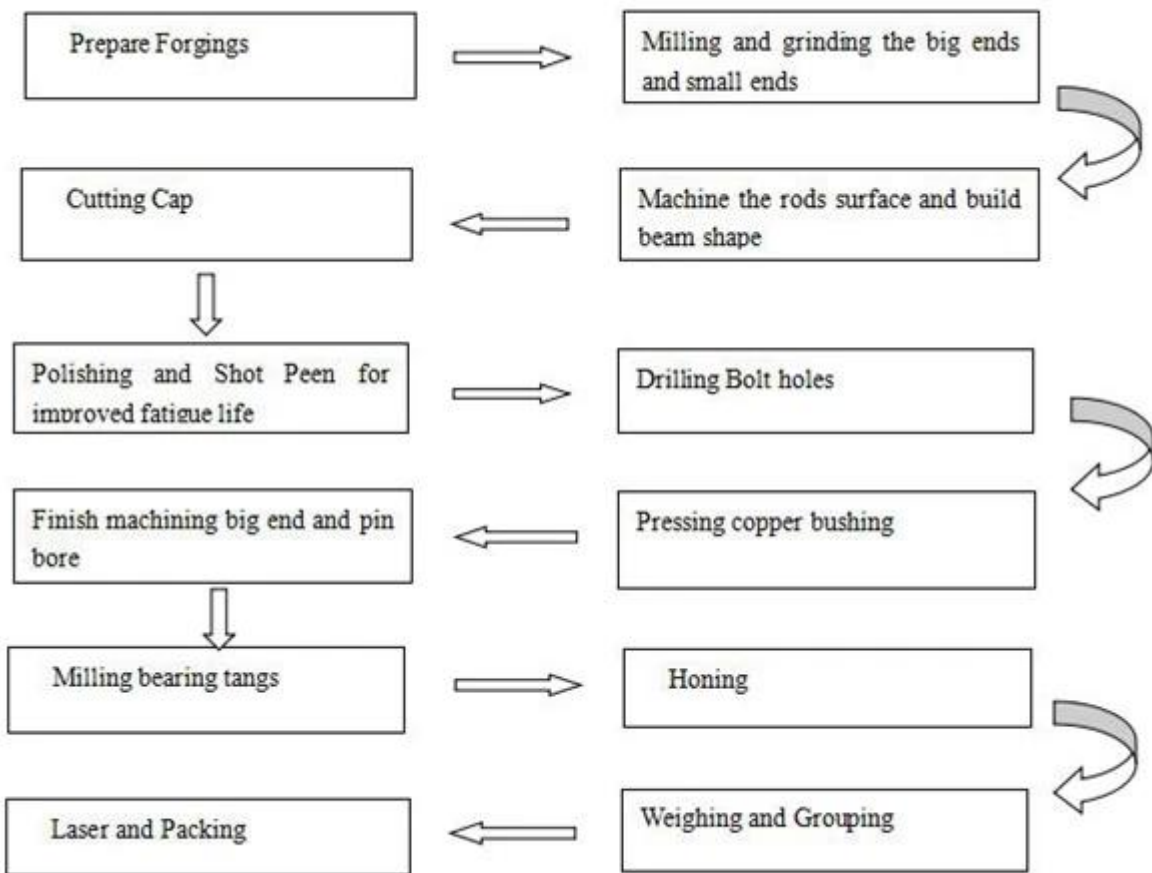 Prepare Forgings
Milling and grinding the big ends
and small ends
Machine the rods surface and build
beam shape
Cutting Cap
Polishing and Shot Peen for
improved fatigue life
Drilling Bolt holes
Pressing copper bushing
Finish machining big end and pin
bore
Milling bearing tangs
Honing
Weighing and Grouping
Laser and Packing